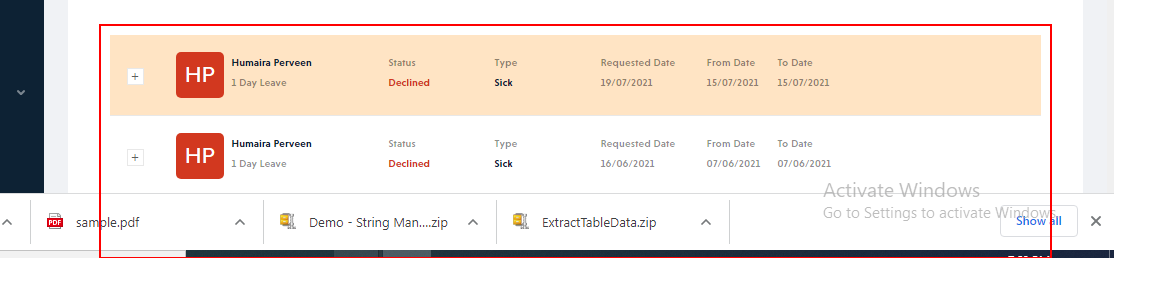 HP Humaira Perveen Status Type Requested Date From Date To Date
+ 1 Day Leave Declined Sick 19/07/2021 15/07/2021 15/07/2021
HP Humaira Perveen Status Type Requested Date From Date To Date
+ 1 Day Leave Declined Sick 16/06/2021 07/06/2021 07/06/2021
Activate Windows
Go to Settings to activate Windows.
PDF sample.pdf Demo - String Man....zip ExtractTableData.zip Show all